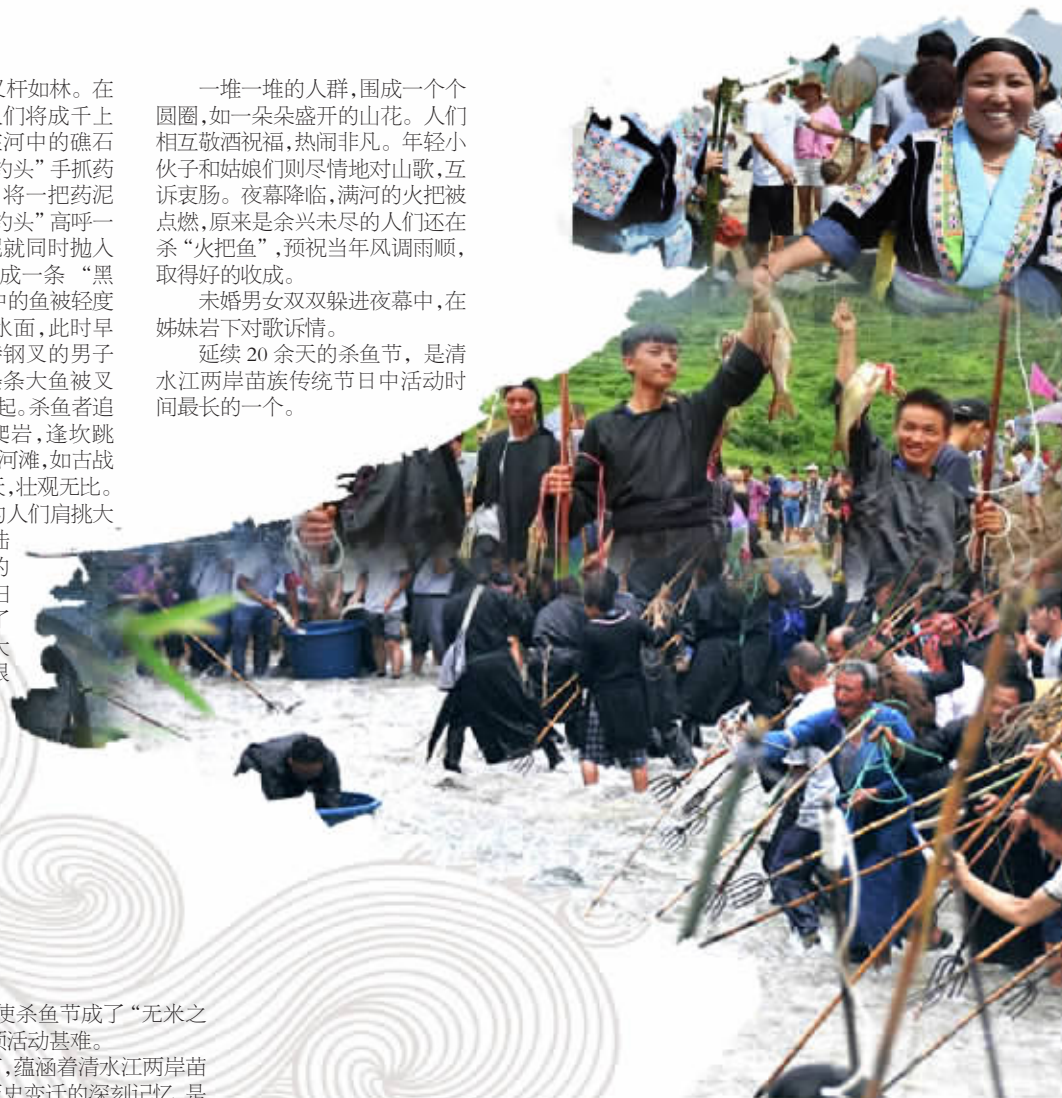 叉杆如林。在
们将成千上
河中的礁石
头”手抓药
将一把药泥
头”高呼一
就同时抛入
成一条“黑
中的鱼被轻度
水面,此时早
钢叉的男子
条大鱼被叉
起。杀鱼者追
爬岩,逢坎跳
河滩,如古战
天,壮观无比。
的人们肩挑大
的
大
一堆一堆的人群,围成一个个
圆圈,如一朵朵盛开的山花。人们
相互敬酒祝福,热闹非凡。年轻小
伙子和姑娘们则尽情地对山歌,互
诉衷肠。夜幕降临,满河的火把被
点燃,原来是余兴未尽的人们还在
杀“火把鱼”,预祝当年风调雨顺,
取得好的收成。
未婚男女双双躲进夜幕中,在
姊妹岩下对歌诉情。
延续 20 余天的杀鱼节，是清
水江两岸苗族传统节日中活动时
间最长的一个。
使杀鱼节成了“无米之
活动甚难。
,蕴涵着清水江两岸苗
史变迁的深刻记忆,是